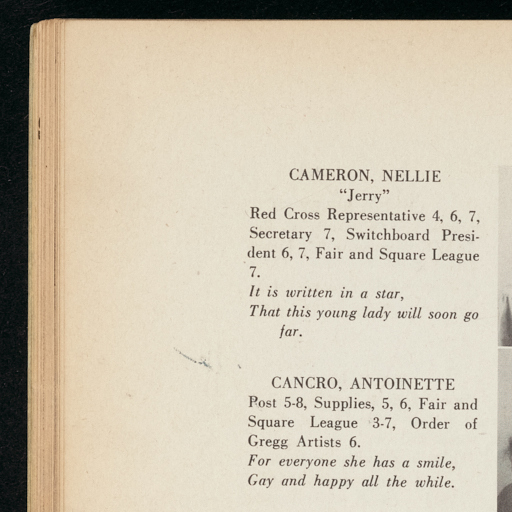 CAMERON, NELLIE
“Jerry”
Red Cross Representative 4, 6, 7,
Secretary 7, Switchboard Presi-
dent 6, 7, Fair and Square League
7.
It is written in a star,
That this young lady will soon go
far.
CANCRO, ANTOINETTE
Post 5-8, Supplies, 5, 6, Fair and
Square League 3-7, Order of
Gregg Artists 6.
For everyone she has a smile,
Gay and happy all the while.